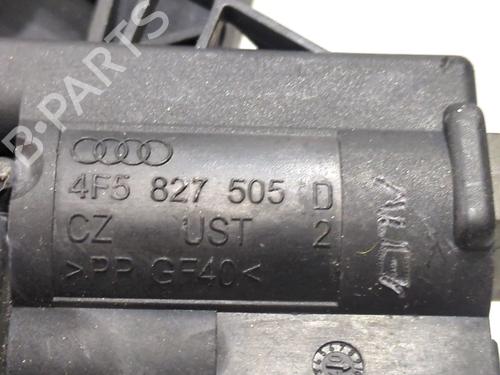 B-PARTS
4F5 827 505 D
CZ UST 2
>PP GF40<